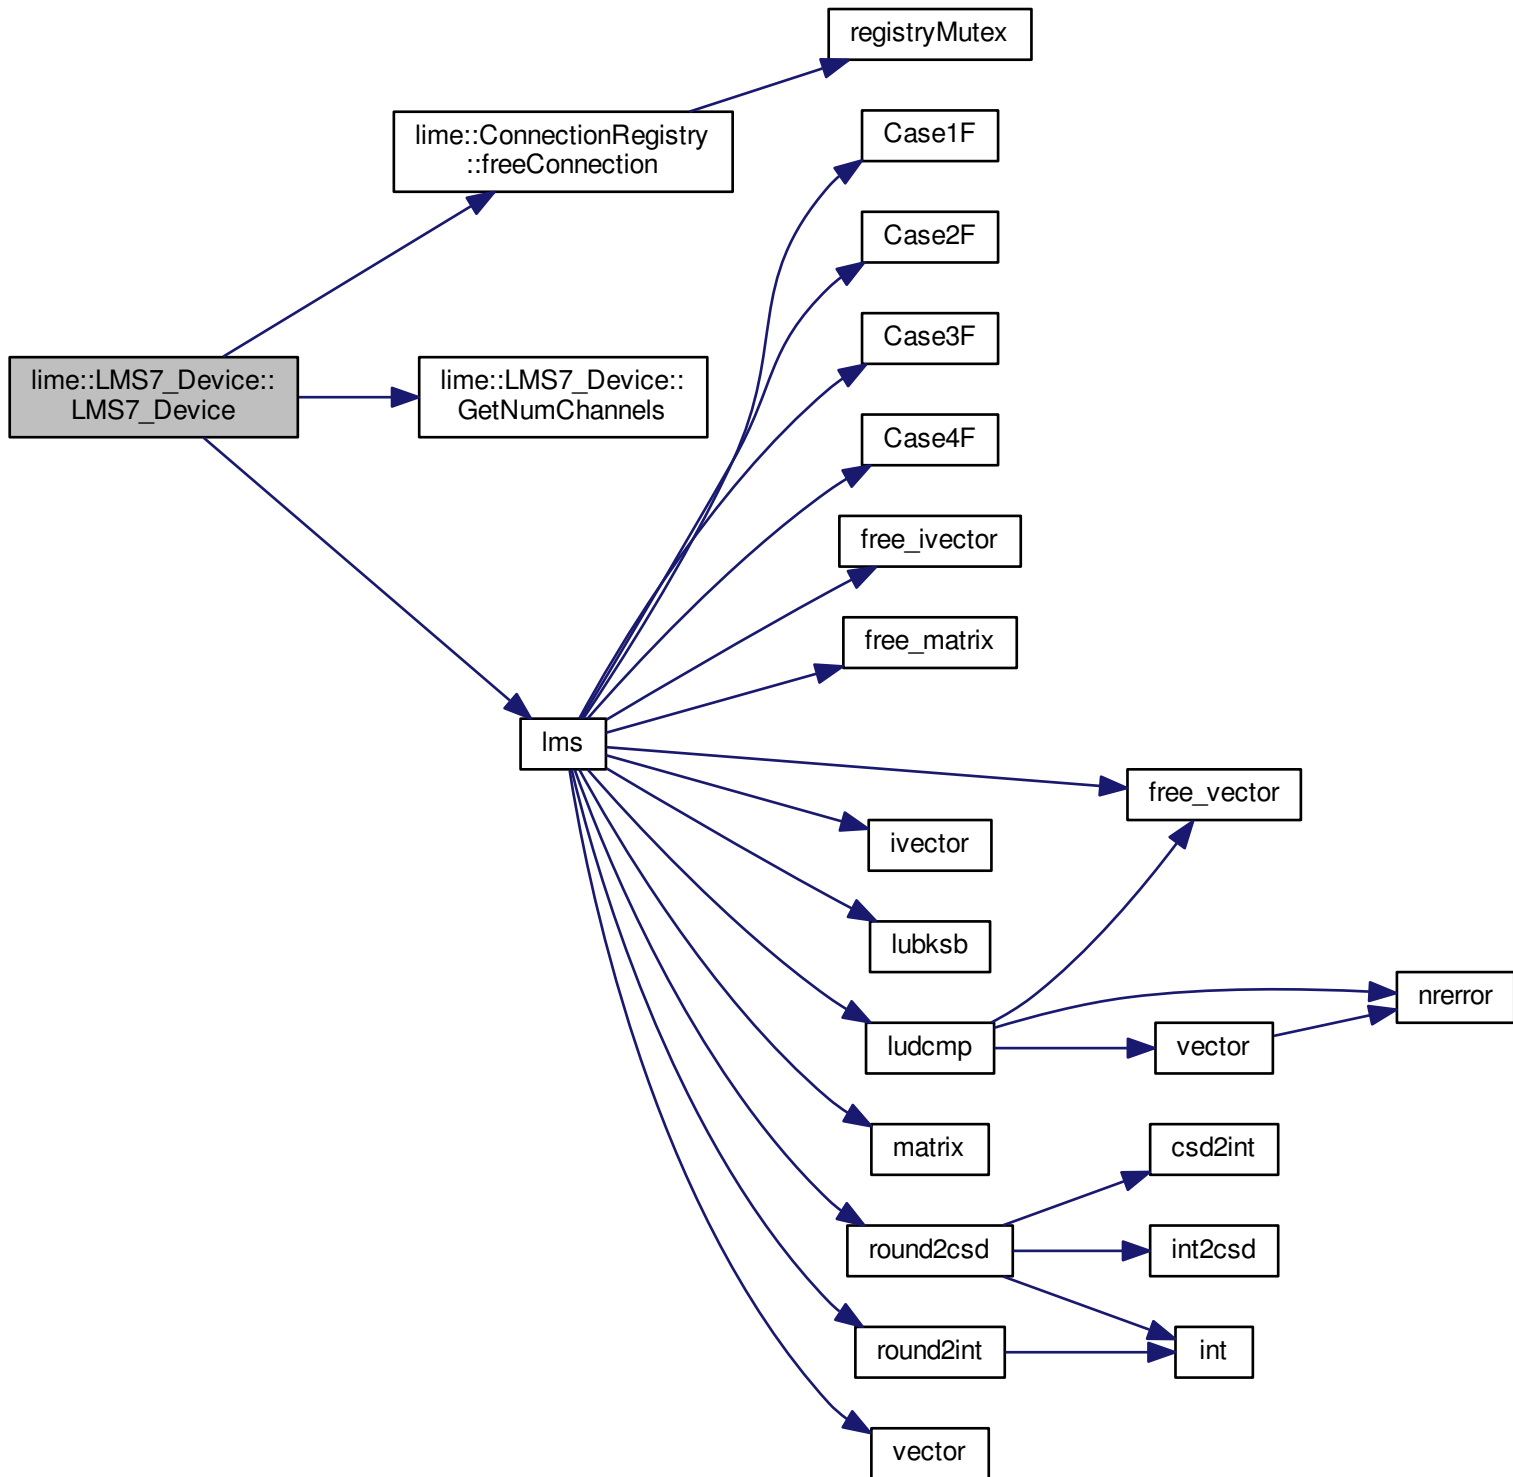 registryMutex
lime::ConnectionRegistry
::freeConnection
Case1F
Case2F
Case3F
lime::LMS7_Device::
LMS7_Device
lime::LMS7_Device::
GetNumChannels
Case4F
free_ivector
free_matrix
lms
free_vector
ivector
lubksb
nrerror
ludcmp
vector
matrix
csd2int
round2csd
int2csd
round2int
int
vector